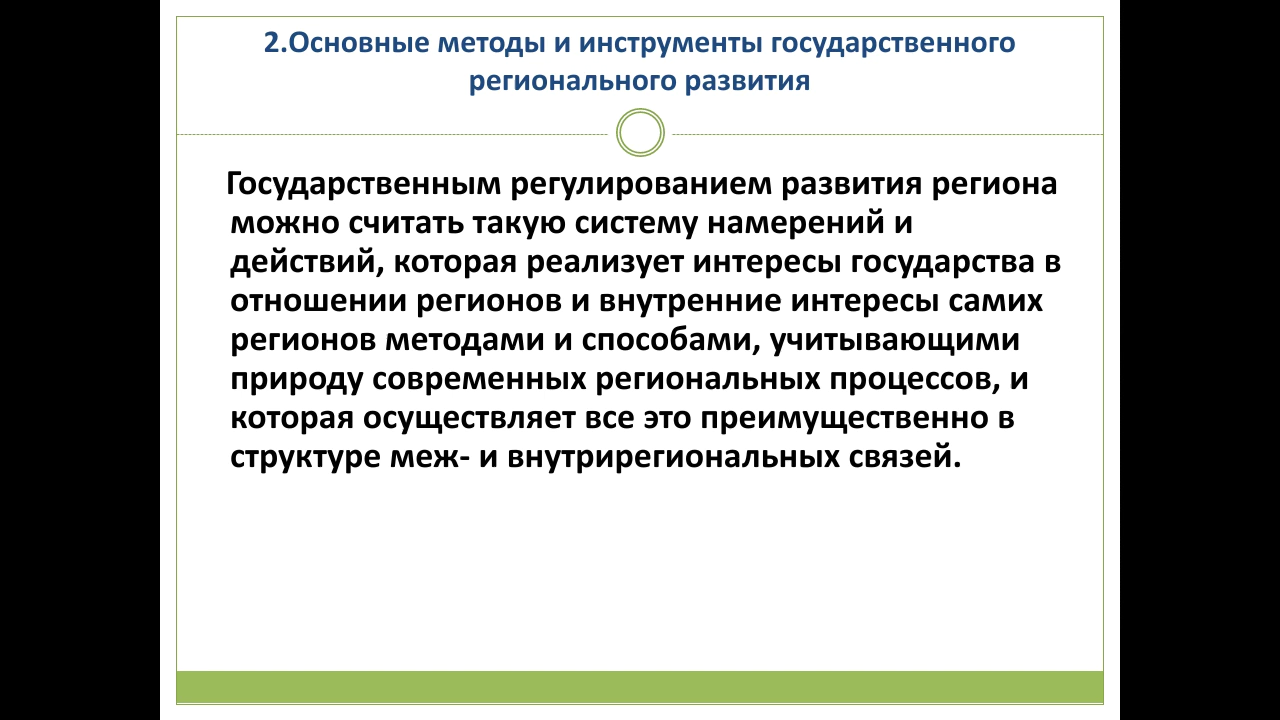 2.Основные методы и инструменты государственного
регионального развития
Государственным регулированием развития региона
можно считать такую систему намерений и
действий, которая реализует интересы государства в
отношении регионов и внутренние интересы самих
регионов методами и способами, учитывающими
природу современных региональных процессов, и
которая осуществляет все это преимущественно в
структуре меж- и внутрирегиональных связей.